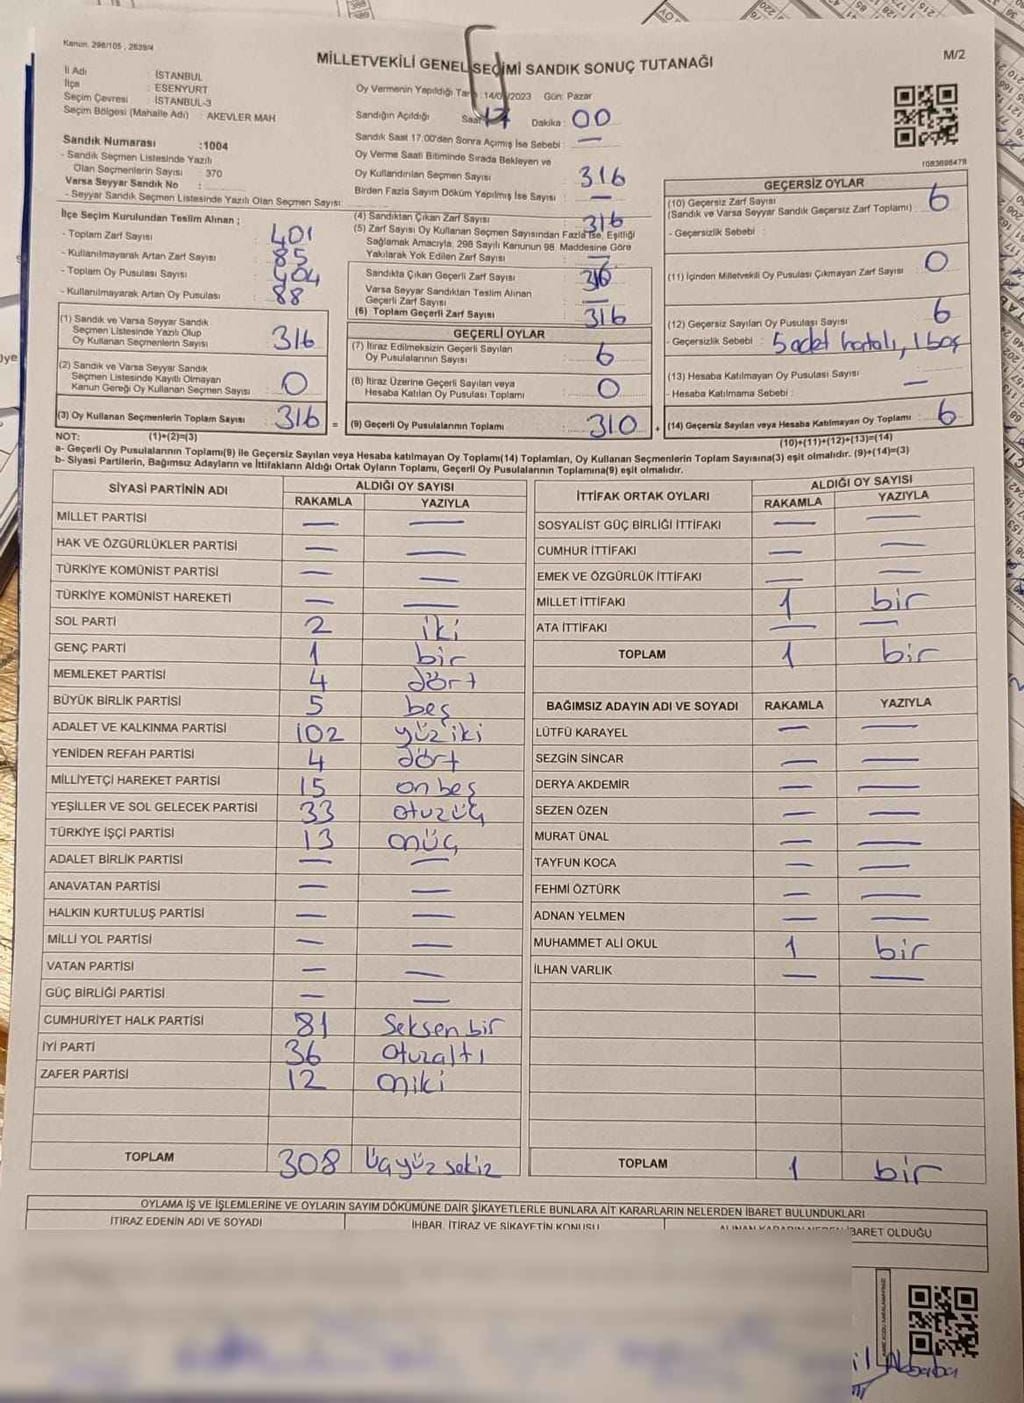 Kanun. 298/105 , 2839/4
MİLLETVEKİLİ GENEL SEÇİMİ SANDIK SONUÇ TUTANAĞI
M/2
İl Adı : İSTANBUL
İlçe : ESENYURT
Seçim Çevresi : İSTANBUL-3
Seçim Bölgesi (Mahalle Adı) : AKEVLER MAH
Oy Vermenin Yapıldığı Tar 14/0 /2023 Gün: Pazar
Sandığın Açıldığı Saat 17 Dakika : 00
Sandık Saat 17:00'den Sonra Açımış İse Sebebi : —
Oy Verme Saati Bitiminde Sırada Bekleyen ve
Oy Kullandırılan Seçmen Sayısı : 316
Birden Fazla Sayım Döküm Yapılmış İse Sayısı : —
Sandık Numarası :1004
- Sandık Seçmen Listesinde Yazılı
Olan Seçmenlerin Sayısı : 370
Varsa Seyyar Sandık No :
- Seyyar Sandık Seçmen Listesinde Yazılı Olan Seçmen Sayısı:
İlçe Seçim Kurulundan Teslim Alınan ;
- Toplam Zarf Sayısı : 401
- Kullanılmayarak Artan Zarf Sayısı : 85
- Toplam Oy Pusulası Sayısı : 404
- Kullanılmayarak Artan Oy Pusulası : 88
(1) Sandık ve Varsa Seyyar Sandık
Seçmen Listesinde Yazılı Olup
Oy Kullanan Seçmenlerin Sayısı : 316
(2) Sandık ve Varsa Seyyar Sandık
Seçmen Listesinde Kayıtlı Olmayan
Kanun Gereği Oy Kullanan Seçmen Sayısı : 0
(3) Oy Kullanan Seçmenlerin Toplam Sayısı : 316
(4) Sandıktan Çıkan Zarf Sayısı : 316
(5) Zarf Sayısı Oy Kullanan Seçmen Sayısından Fazla İse, Eşitliği
Sağlamak Amacıyla, 298 Sayılı Kanunun 98. Maddesine Göre
Yakılarak Yok Edilen Zarf Sayısı : —
Sandıkta Çıkan Geçerli Zarf Sayısı : 316
Varsa Seyyar Sandıktan Teslim Alınan
Geçerli Zarf Sayısı : —
(6) Toplam Geçerli Zarf Sayısı : 316
GEÇERLİ OYLAR
(7) İtiraz Edilmeksizin Geçerli Sayılan
Oy Pusulalarının Sayısı : 6
(8) İtiraz Üzerine Geçerli Sayılan veya
Hesaba Katılan Oy Pusulası Toplamı : 0
= (9) Geçerli Oy Pusulalarının Toplamı : 310
1083698478
GEÇERSİZ OYLAR
(10) Geçersiz Zarf Sayısı
(Sandık ve Varsa Seyyar Sandık Geçersiz Zarf Toplamı) : 6
- Geçersizlik Sebebi :
(11) İçinden Milletvekili Oy Pusulası Çıkmayan Zarf Sayısı : 0
(12) Geçersiz Sayılan Oy Pusulası Sayısı : 6
- Geçersizlik Sebebi : 5 adet hatalı, 1 boş
(13) Hesaba Katılmayan Oy Pusulası Sayısı :
- Hesaba Katılmama Sebebi : —
+ (14) Geçersiz Sayılan veya Hesaba Katılmayan Oy Toplamı : 6
NOT: (1)+(2)=(3)
(10)+(11)+(12)+(13)=(14)
a- Geçerli Oy Pusulalarının Toplamı(9) ile Geçersiz Sayılan veya Hesaba katılmayan Oy Toplamı(14) Toplamları, Oy Kullanan Seçmenlerin Toplam Sayısına(3) eşit olmalıdır. (9)+(14)=(3)
b- Siyasi Partilerin, Bağımsız Adayların ve İttifakların Aldığı Ortak Oyların Toplamı, Geçerli Oy Pusulalarının Toplamına(9) eşit olmalıdır.
SİYASİ PARTİNİN ADI ALDIĞI OY SAYISI
RAKAMLA YAZIYLA
MİLLET PARTİSİ — —
HAK VE ÖZGÜRLÜKLER PARTİSİ — —
TÜRKİYE KOMÜNİST PARTİSİ — —
TÜRKİYE KOMÜNİST HAREKETİ — —
SOL PARTİ 2 iki
GENÇ PARTİ 1 bir
MEMLEKET PARTİSİ 4 dört
BÜYÜK BİRLİK PARTİSİ 5 beş
ADALET VE KALKINMA PARTİSİ 102 yüz iki
YENİDEN REFAH PARTİSİ 4 dört
MİLLİYETÇİ HAREKET PARTİSİ 15 on beş
YEŞİLLER VE SOL GELECEK PARTİSİ 33 otuzüç
TÜRKİYE İŞÇİ PARTİSİ 13 onüç
ADALET BİRLİK PARTİSİ — —
ANAVATAN PARTİSİ — —
HALKIN KURTULUŞ PARTİSİ — —
MİLLİ YOL PARTİSİ — —
VATAN PARTİSİ — —
GÜÇ BİRLİĞİ PARTİSİ — —
CUMHURİYET HALK PARTİSİ 81 Seksen bir
İYİ PARTİ 36 otuzaltı
ZAFER PARTİSİ 12 oniki
TOPLAM 308 Üçyüz sekiz
İTTİFAK ORTAK OYLARI ALDIĞI OY SAYISI
RAKAMLA YAZIYLA
SOSYALİST GÜÇ BİRLİĞİ İTTİFAKI — —
CUMHUR İTTİFAKI — —
EMEK VE ÖZGÜRLÜK İTTİFAKI — —
MİLLET İTTİFAKI 1 bir
ATA İTTİFAKI — —
TOPLAM 1 bir
BAĞIMSIZ ADAYIN ADI VE SOYADI RAKAMLA YAZIYLA
LÜTFÜ KARAYEL — —
SEZGİN SİNCAR — —
DERYA AKDEMİR — —
SEZEN ÖZEN — —
MURAT ÜNAL — —
TAYFUN KOCA — —
FEHMİ ÖZTÜRK — —
ADNAN YELMEN — —
MUHAMMET ALİ OKUL 1 bir
İLHAN VARLIK — —
TOPLAM 1 bir
OYLAMA İŞ VE İŞLEMLERİNE VE OYLARIN SAYIM DÖKÜMÜNE DAİR ŞİKAYETLERLE BUNLARA AİT KARARLARIN NELERDEN İBARET BULUNDUKLARI
İTİRAZ EDENİN ADI VE SOYADI
İHBAR, İTİRAZ VE ŞİKAYETİN KONUSU
ALINAN KARARIN NEDEN İBARET OLDUĞU